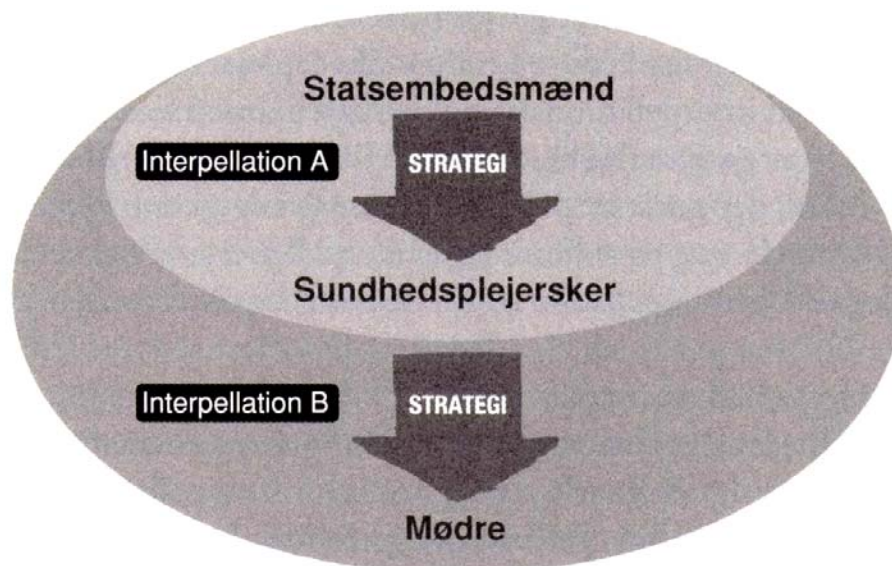 Statsembedsmænd
Interpellation A
STRATEGI
Sundhedsplejersker
Interpellation B
STRATEGI
Mødre